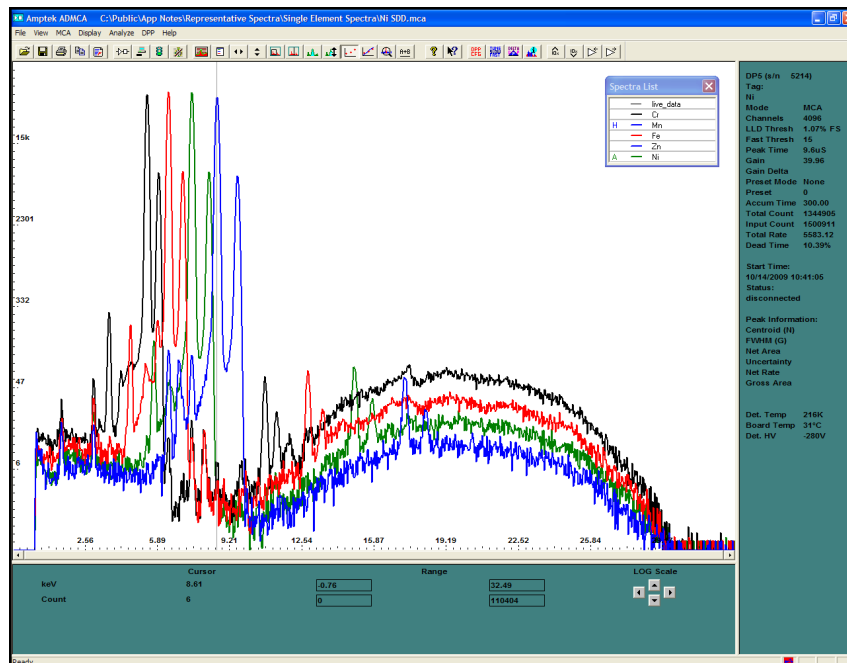 Amptek ADMCA C:\Public\App Notes\Representative Spectra\Single Element Spectra\Ni SDD.mca
File View MCA Display Analyze DPP Help
A+B
Spectra List
live_data
Cr
H Mn
Fe
Zn
A Ni
15k
2301
332
47
6
2.56 5.89 9.21 12.54 15.87 19.19 22.52 25.84
DP5 (s/n 5214)
Tag:
Ni
Mode MCA
Channels 4096
LLD Thresh 1.07% FS
Fast Thresh 15
Peak Time 9.6uS
Gain 39.96
Gain Delta
Preset Mode None
Preset 0
Accum Time 300.00
Total Count 1344905
Input Count 1500911
Total Rate 5583.12
Dead Time 10.39%
Start Time:
10/14/2009 10:41:05
Status:
disconnected
Peak Information:
Centroid (N)
FWHM (G)
Net Area
Uncertainty
Net Rate
Gross Area
Det. Temp 216K
Board Temp 31°C
Det. HV -280V
Cursor Range LOG Scale
keV 8.61 -0.76 32.49
Count 6 0 110404
Ready